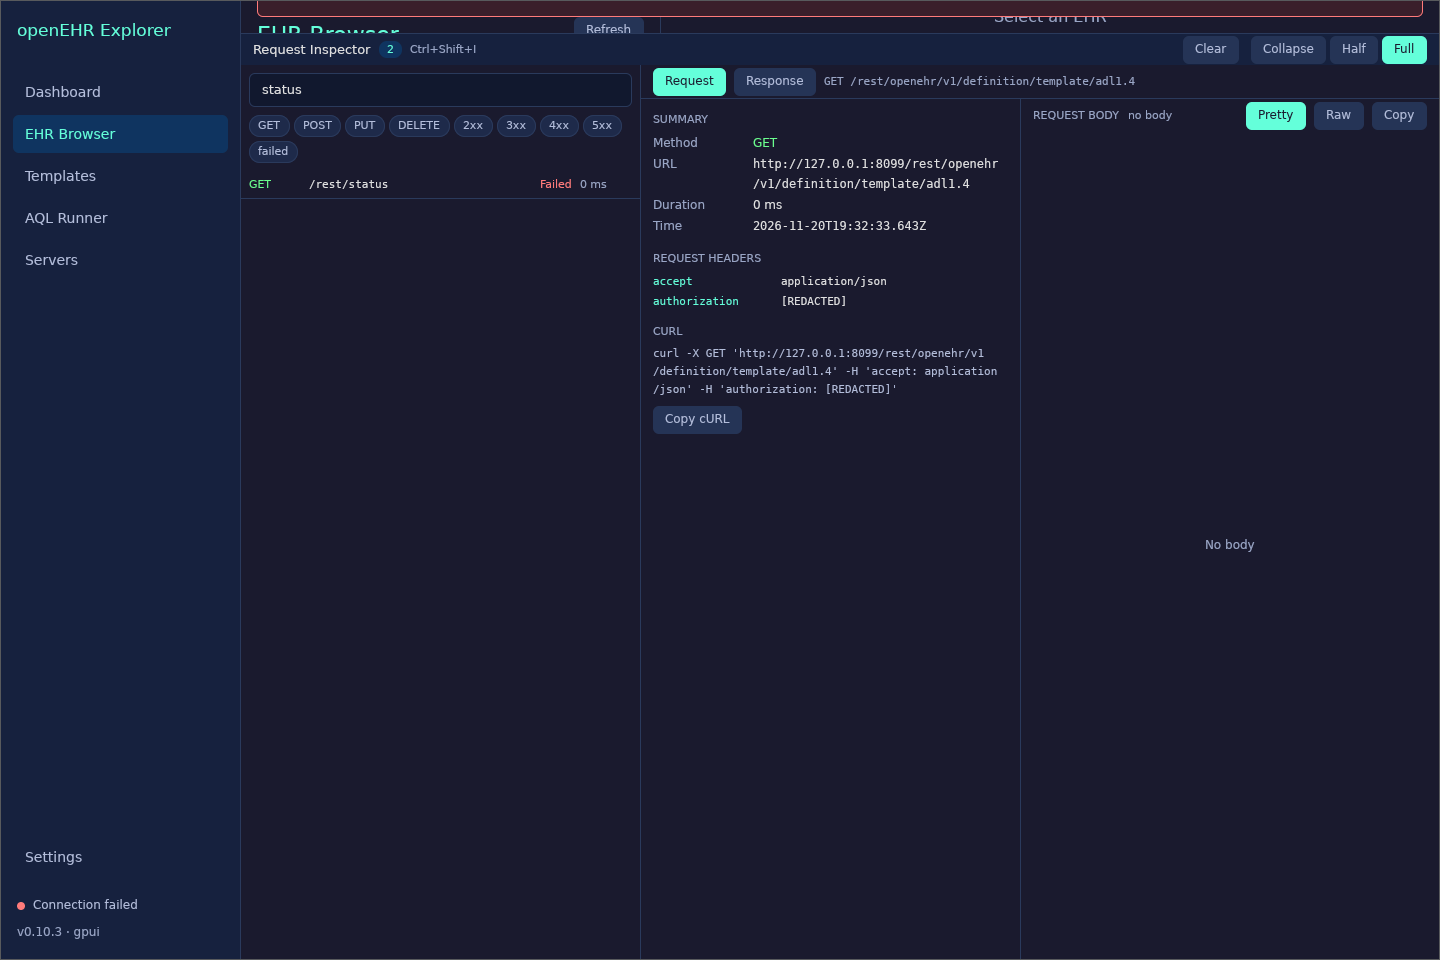 openEHR Explorer
Dashboard
EHR Browser
Templates
AQL Runner
Servers
Settings
Connection failed
v0.10.3 · gpui
EHR Browser
Refresh
Select an EHR
Request Inspector 2 Ctrl+Shift+I
Clear Collapse Half Full
status
GET POST PUT DELETE 2xx 3xx 4xx 5xx
failed
GET /rest/status Failed 0 ms
Request Response GET /rest/openehr/v1/definition/template/adl1.4
SUMMARY
Method GET
URL http://127.0.0.1:8099/rest/openehr
/v1/definition/template/adl1.4
Duration 0 ms
Time 2026-11-20T19:32:33.643Z
REQUEST HEADERS
accept application/json
authorization [REDACTED]
CURL
curl -X GET 'http://127.0.0.1:8099/rest/openehr/v1
/definition/template/adl1.4' -H 'accept: application
/json' -H 'authorization: [REDACTED]'
Copy cURL
REQUEST BODY no body
Pretty Raw Copy
No body